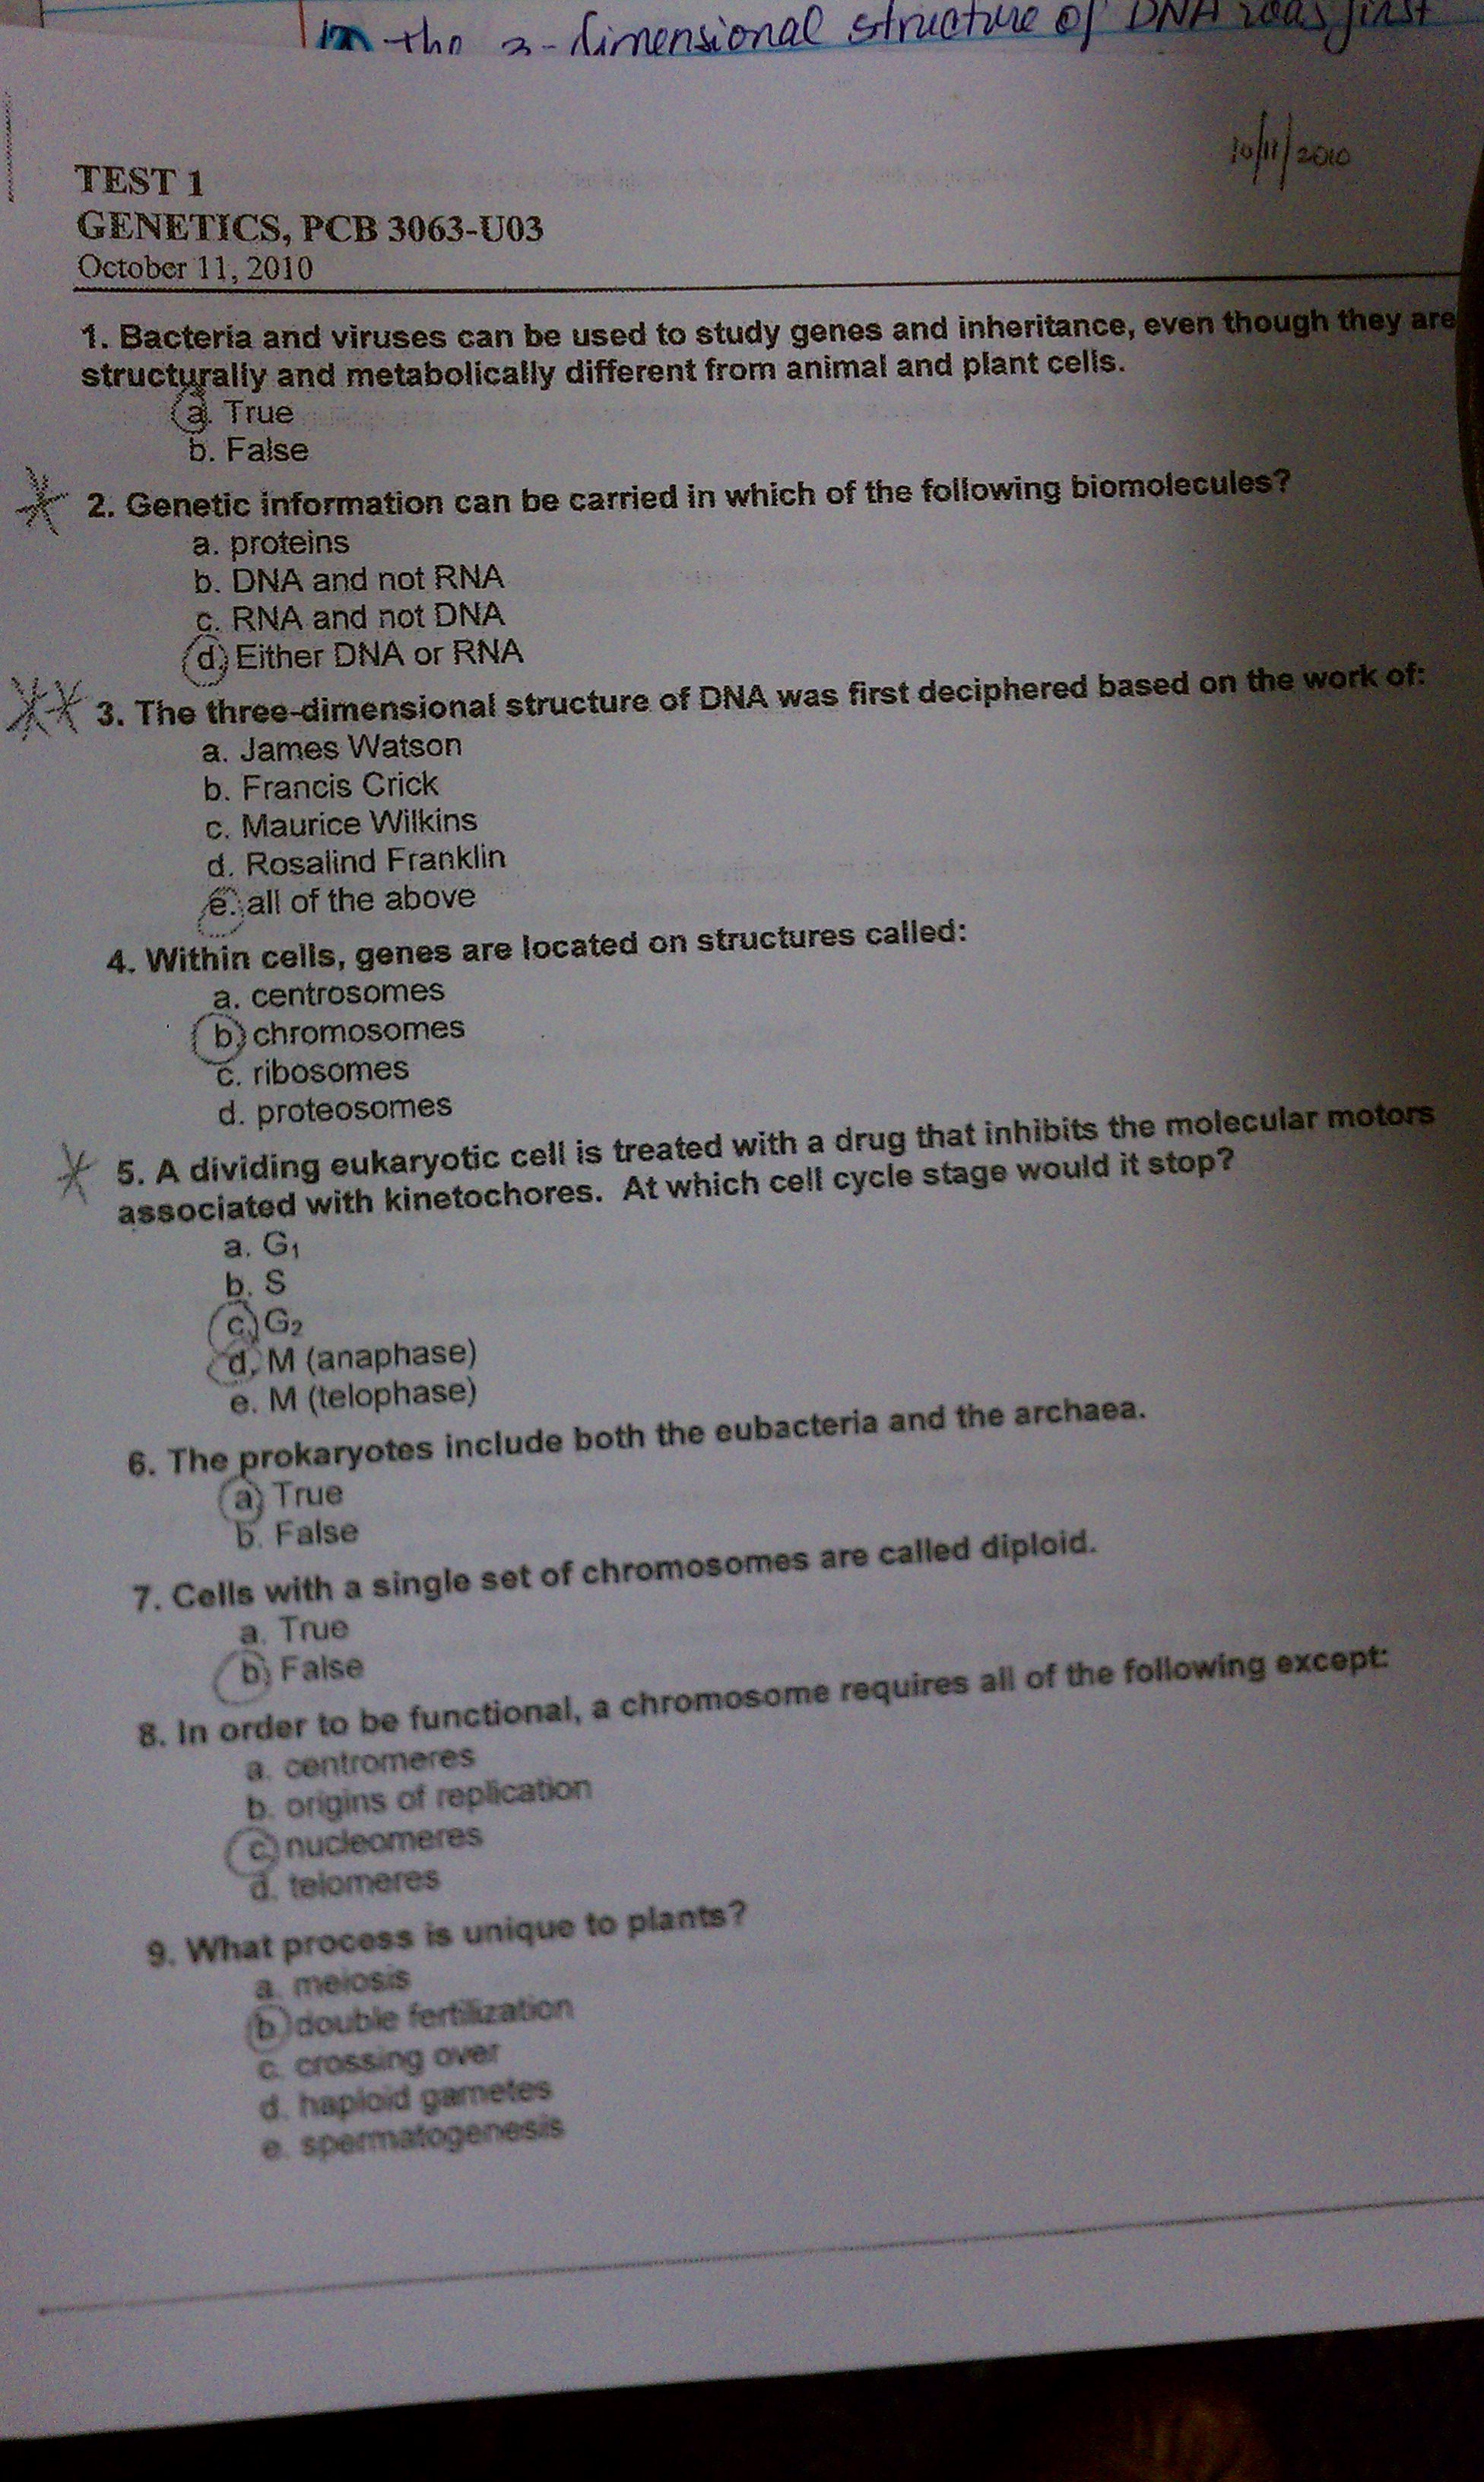 the 3-dimensional structure of DNA was first
10/11/2010
TEST 1
GENETICS, PCB 3063-U03
October 11, 2010
1. Bacteria and viruses can be used to study genes and inheritance, even though they are
structurally and metabolically different from animal and plant cells.
a. True
b. False
2. Genetic information can be carried in which of the following biomolecules?
a. proteins
b. DNA and not RNA
c. RNA and not DNA
d. Either DNA or RNA
3. The three-dimensional structure of DNA was first deciphered based on the work of:
a. James Watson
b. Francis Crick
c. Maurice Wilkins
d. Rosalind Franklin
e. all of the above
4. Within cells, genes are located on structures called:
a. centrosomes
b. chromosomes
c. ribosomes
d. proteosomes
5. A dividing eukaryotic cell is treated with a drug that inhibits the molecular motors
associated with kinetochores. At which cell cycle stage would it stop?
a. G₁
b. S
c. G₂
d. M (anaphase)
e. M (telophase)
6. The prokaryotes include both the eubacteria and the archaea.
a. True
b. False
7. Cells with a single set of chromosomes are called diploid.
a. True
b. False
8. In order to be functional, a chromosome requires all of the following except:
a. centromeres
b. origins of replication
c. nucleomeres
d. telomeres
9. What process is unique to plants?
a. meiosis
b. double fertilization
c. crossing over
d. haploid gametes
e. spermatogenesis